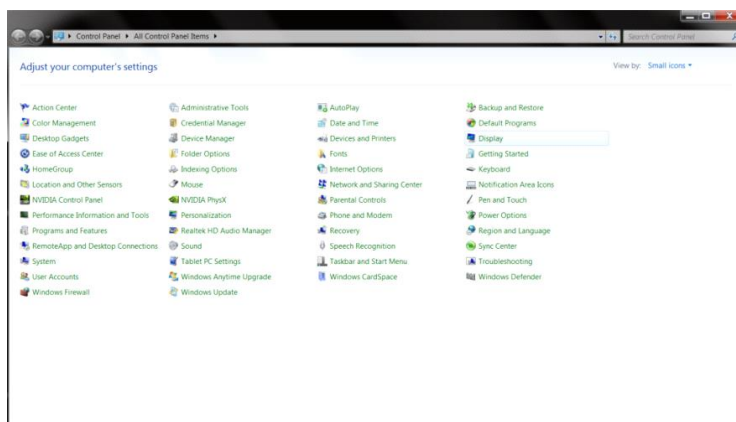 Control Panel All Control Panel Items Search Control Panel
Adjust your computer's settings View by: Small icons
Action Center Administrative Tools AutoPlay Backup and Restore
Color Management Credential Manager Date and Time Default Programs
Desktop Gadgets Device Manager Devices and Printers Display
Ease of Access Center Folder Options Fonts Getting Started
HomeGroup Indexing Options Internet Options Keyboard
Location and Other Sensors Mouse Network and Sharing Center Notification Area Icons
NVIDIA Control Panel NVIDIA PhysX Parental Controls Pen and Touch
Performance Information and Tools Personalization Phone and Modem Power Options
Programs and Features Realtek HD Audio Manager Recovery Region and Language
RemoteApp and Desktop Connections Sound Speech Recognition Sync Center
System Tablet PC Settings Taskbar and Start Menu Troubleshooting
User Accounts Windows Anytime Upgrade Windows CardSpace Windows Defender
Windows Firewall Windows Update